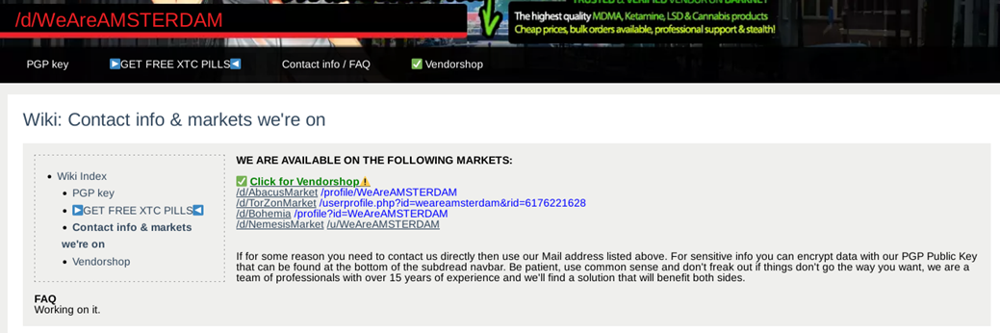 /d/WeAreAMSTERDAM
The highest quality MDMA, Ketamine, LSD & Cannabis products
Cheap prices, bulk orders available, professional support & stealth!
PGP key
GET FREE XTC PILLS
Contact info / FAQ
Vendorshop
Wiki: Contact info & markets we're on
Wiki Index
PGP key
GET FREE XTC PILLS
Contact info & markets
we're on
Vendorshop
WE ARE AVAILABLE ON THE FOLLOWING MARKETS:
Click for Vendorshop
/d/AbacusMarket /profile/WeAreAMSTERDAM
/d/TorZonMarket /userprofile.php?id=weareamsterdam&rid=6176221628
/d/Bohemia /profile?id=WeAreAMSTERDAM
/d/NemesisMarket /u/WeAreAMSTERDAM
If for some reason you need to contact us directly then use our Mail address listed above. For sensitive info you can encrypt data with our PGP Public Key
that can be found at the bottom of the subdread navbar. Be patient, use common sense and don't freak out if things don't go the way you want, we are a
team of professionals with over 15 years of experience and we'll find a solution that will benefit both sides.
FAQ
Working on it.